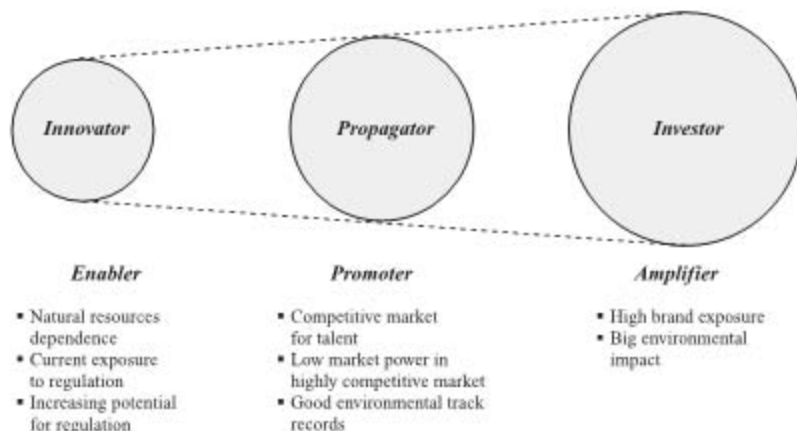 Innovator
Propagator
Investor
Enabler
▪ Natural resources
dependence
▪ Current exposure
to regulation
▪ Increasing potential
for regulation
Promoter
▪ Competitive market
for talent
▪ Low market power in
highly competitive market
▪ Good environmental track
records
Amplifier
▪ High brand exposure
▪ Big environmental
impact